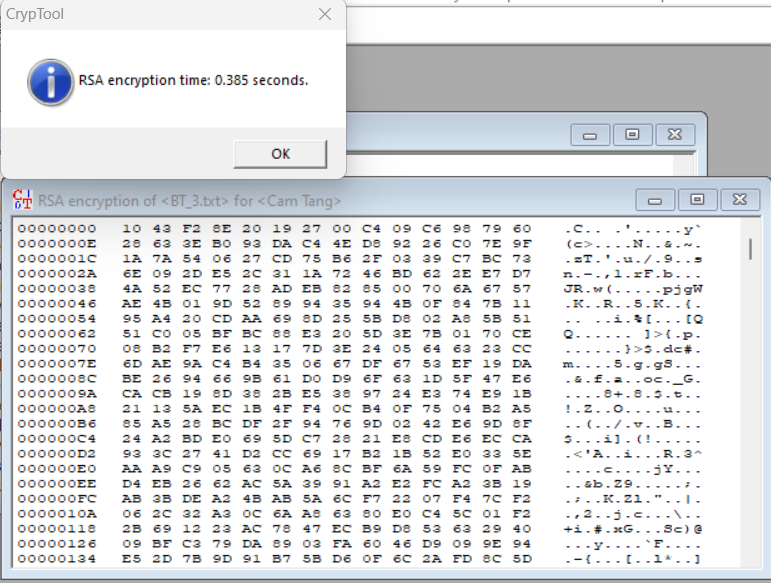 CrypTool
RSA encryption time: 0.385 seconds.
OK
RSA encryption of <BT_3.txt> for <Cam Tang>
00000000 10 43 F2 8E 20 19 27 00 C4 09 C6 98 79 60 .C.. .'.....y`
0000000E 28 63 3E B0 93 DA C4 4E D8 92 26 C0 7E 9F (c>....N..&.~.
0000001C 1A 7A 54 06 27 CD 75 B6 2F 03 39 C7 BC 73 .zT.'.u./.9..s
0000002A 6E 09 2D E5 2C 31 1A 72 46 BD 62 2E E7 D7 n.-.,1.rF.b...
00000038 4A 52 EC 77 28 AD EB 82 85 00 70 6A 67 57 JR.w(.....pjgW
00000046 AE 4B 01 9D 52 89 94 35 94 4B 0F 84 7B 11 .K..R..5.K..{.
00000054 95 A4 20 CD AA 69 8D 25 5B D8 02 A8 5B 51 .. ..i.%[...[Q
00000062 51 C0 05 BF BC 88 E3 20 5D 3E 7B 01 70 CE Q...... ]>{.p.
00000070 08 B2 F7 E6 13 17 7D 3E 24 05 64 63 23 CC ......}>$.dc#.
0000007E 6D AE 9A C4 B4 35 06 67 DF 67 53 EF 19 DA m....5.g.gS...
0000008C BE 26 94 66 9B 61 D0 D9 6F 63 1D 5F 47 E6 .&.f.a..oc._G.
0000009A CA CB 19 8D 38 2B E5 38 97 24 E3 74 E9 1B ....8+.8.$.t..
000000A8 21 13 5A EC 1B 4F F4 0C B4 0F 75 04 B2 A5 !.Z..O....u...
000000B6 85 A5 28 BC DF 2F 94 76 9D 02 42 E6 9D 8F ..(../.v..B...
000000C4 24 A2 BD E0 69 5D C7 28 21 E8 CD E6 EC CA $...i].(!.....
000000D2 93 3C 27 41 D2 CC 69 17 B2 1B 52 E0 33 5E .<'A..i...R.3^
000000E0 AA A9 C9 05 63 0C A6 8C BF 6A 59 FC 0F AB ....c....jY...
000000EE D4 EB 26 62 AC 5A 39 91 A2 E2 FC A2 3B 19 ..&b.Z9.....;.
000000FC AB 3B DE A2 4B AB 5A 6C F7 22 07 F4 7C F2 .;..K.Zl."..|.
0000010A 06 2C 32 A3 0C 6A A8 63 80 E0 C4 5C 01 F2 .,2..j.c...\..
00000118 2B 69 12 23 AC 78 47 EC B9 D8 53 63 29 40 +i.#.xG...Sc)@
00000126 09 BF C3 79 DA 89 03 FA 60 46 D9 09 9E 94 ...y....`F....
00000134 E5 2D 7B 9D 91 B7 5B D6 0F 6C 2A FD 8C 5D .-{...[..l*..]